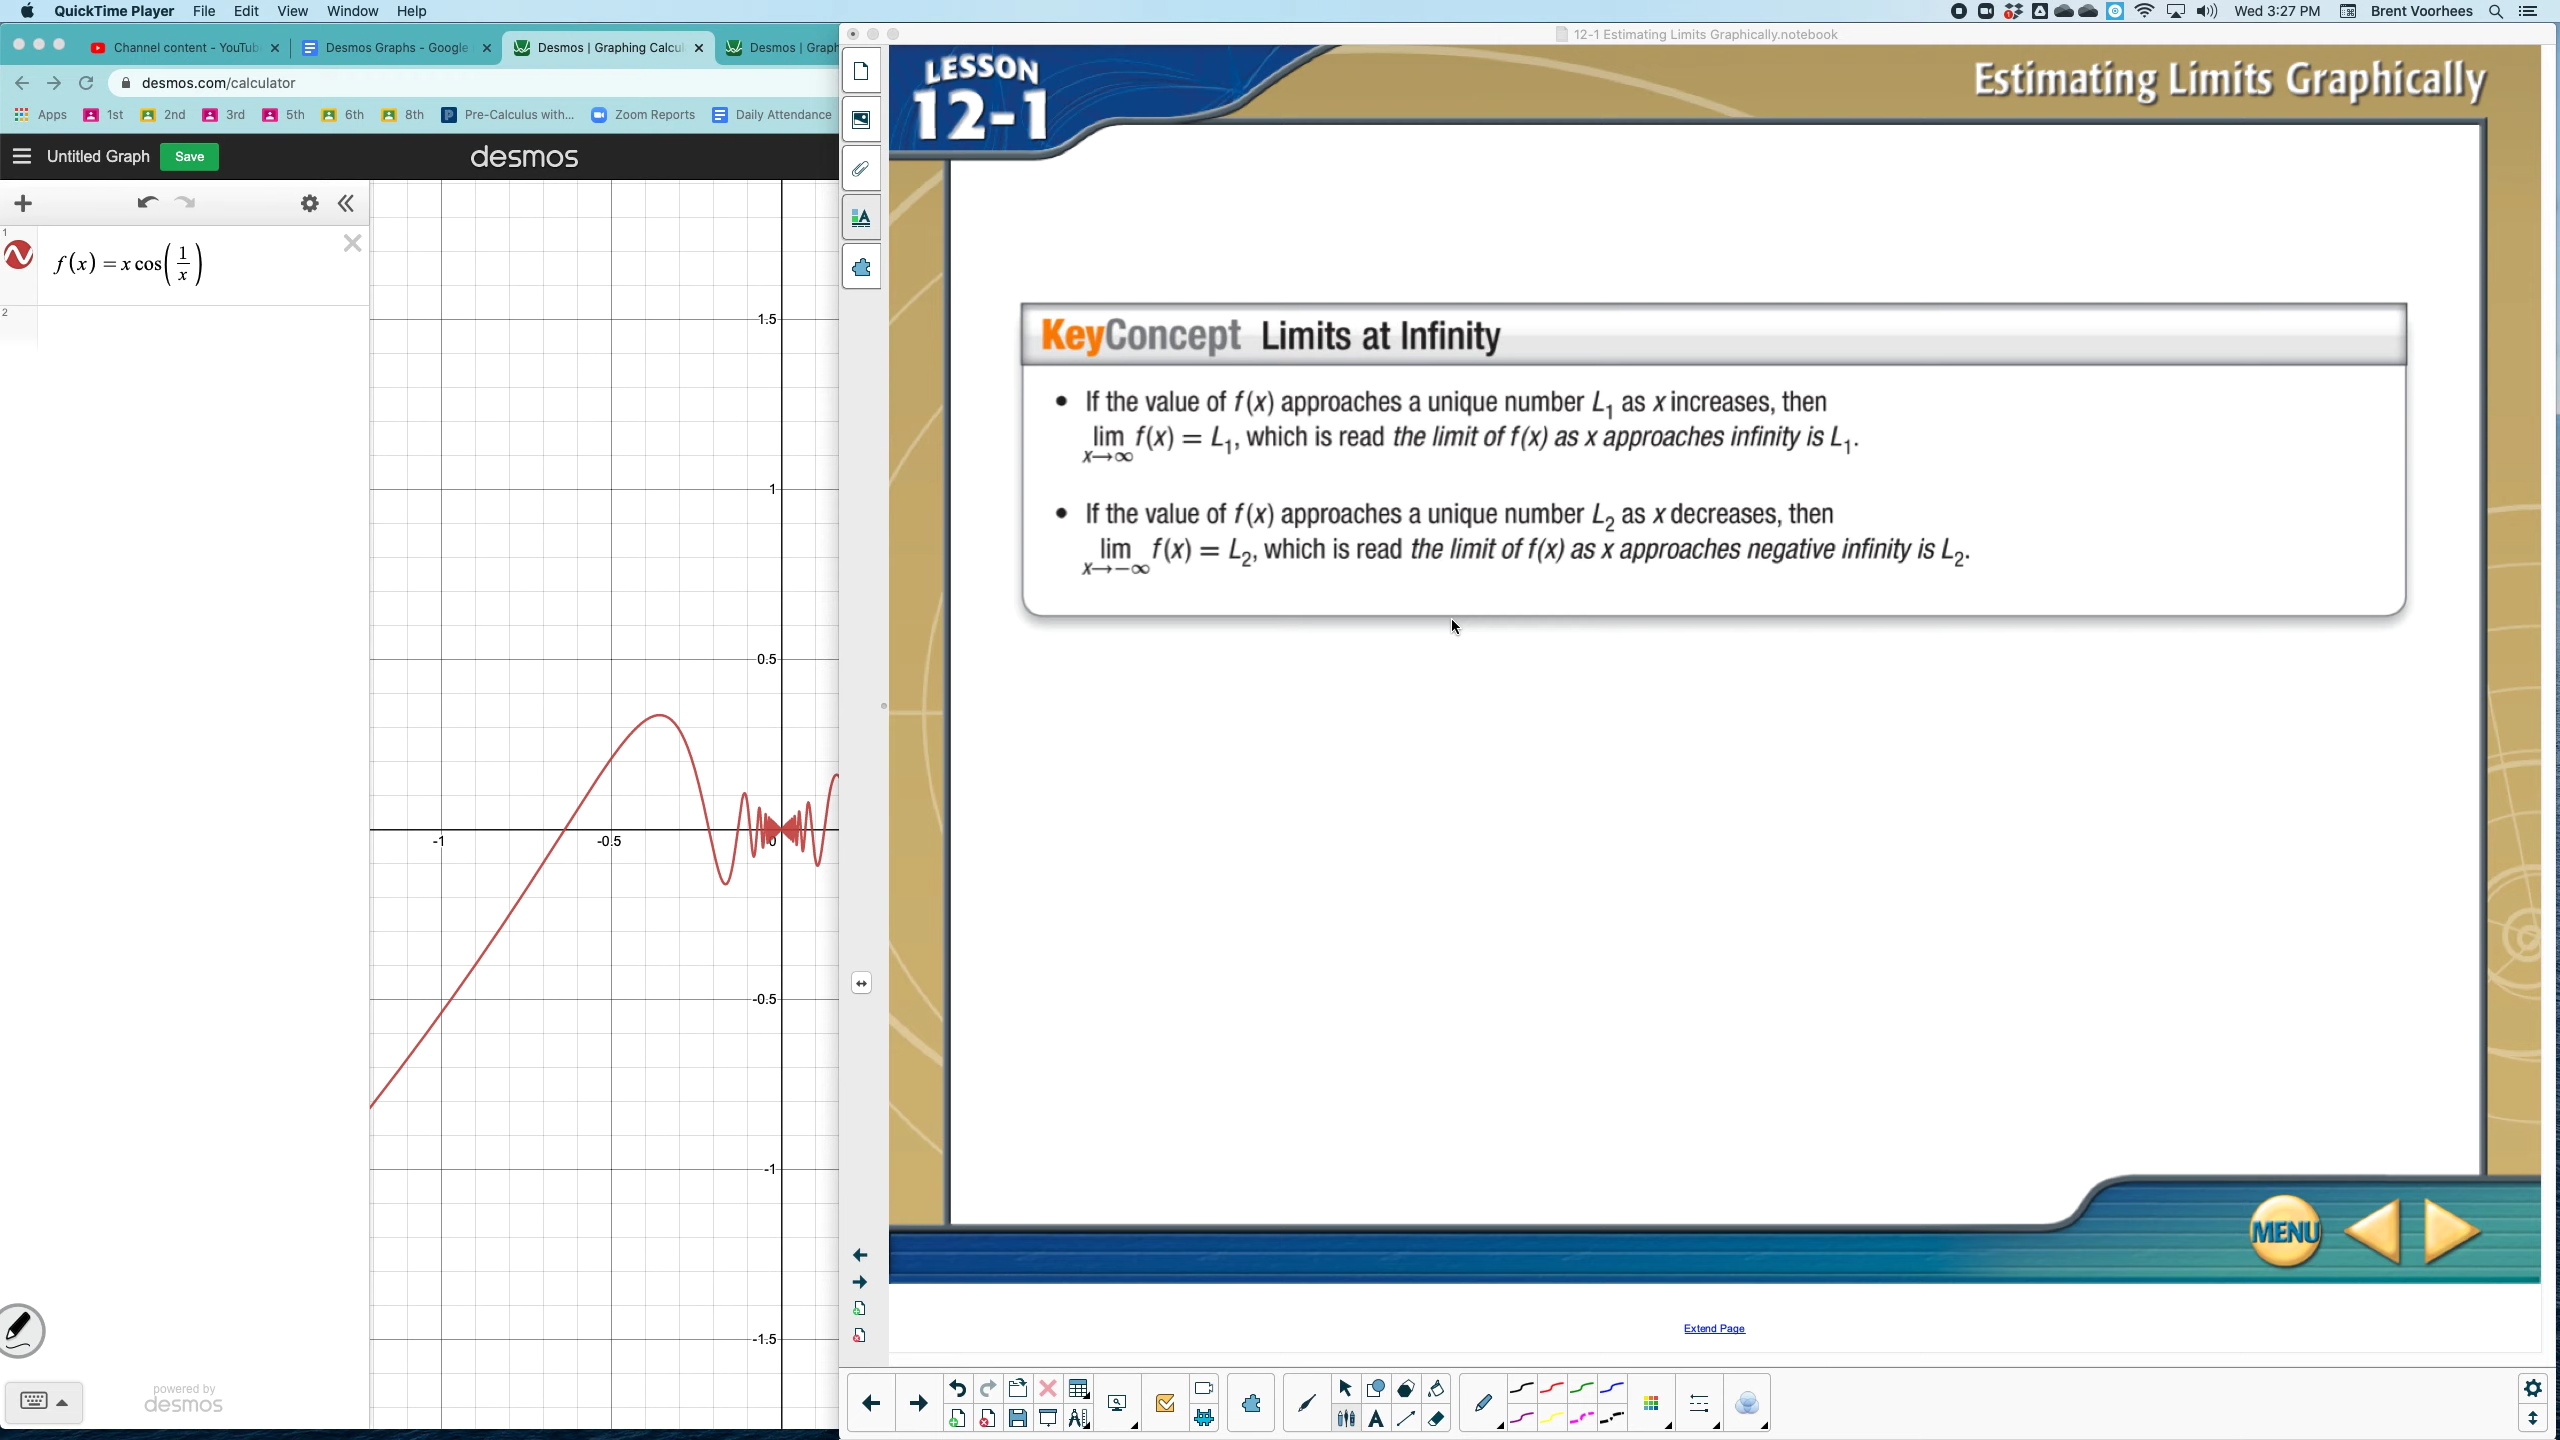 QuickTime Player File Edit View Window Help
Wed 3:27 PM Brent Voorhees
Channel content - YouTub
Desmos Graphs - Google
Desmos | Graphing Calcul
Desmos | Graph
desmos.com/calculator
Apps 1st 2nd 3rd 5th 6th 8th Pre-Calculus with... Zoom Reports Daily Attendance
Untitled Graph Save desmos
1
f(x) = x cos(1/x)
2
1.5
1
0.5
-1 -0.5 0
-0.5
-1
-1.5
powered by
desmos
12-1 Estimating Limits Graphically.notebook
LESSON
12-1
Estimating Limits Graphically
KeyConcept Limits at Infinity
• If the value of f(x) approaches a unique number L₁ as x increases, then
lim x→∞ f(x) = L₁, which is read the limit of f(x) as x approaches infinity is L₁.
• If the value of f(x) approaches a unique number L₂ as x decreases, then
lim x→−∞ f(x) = L₂, which is read the limit of f(x) as x approaches negative infinity is L₂.
MENU
Extend Page